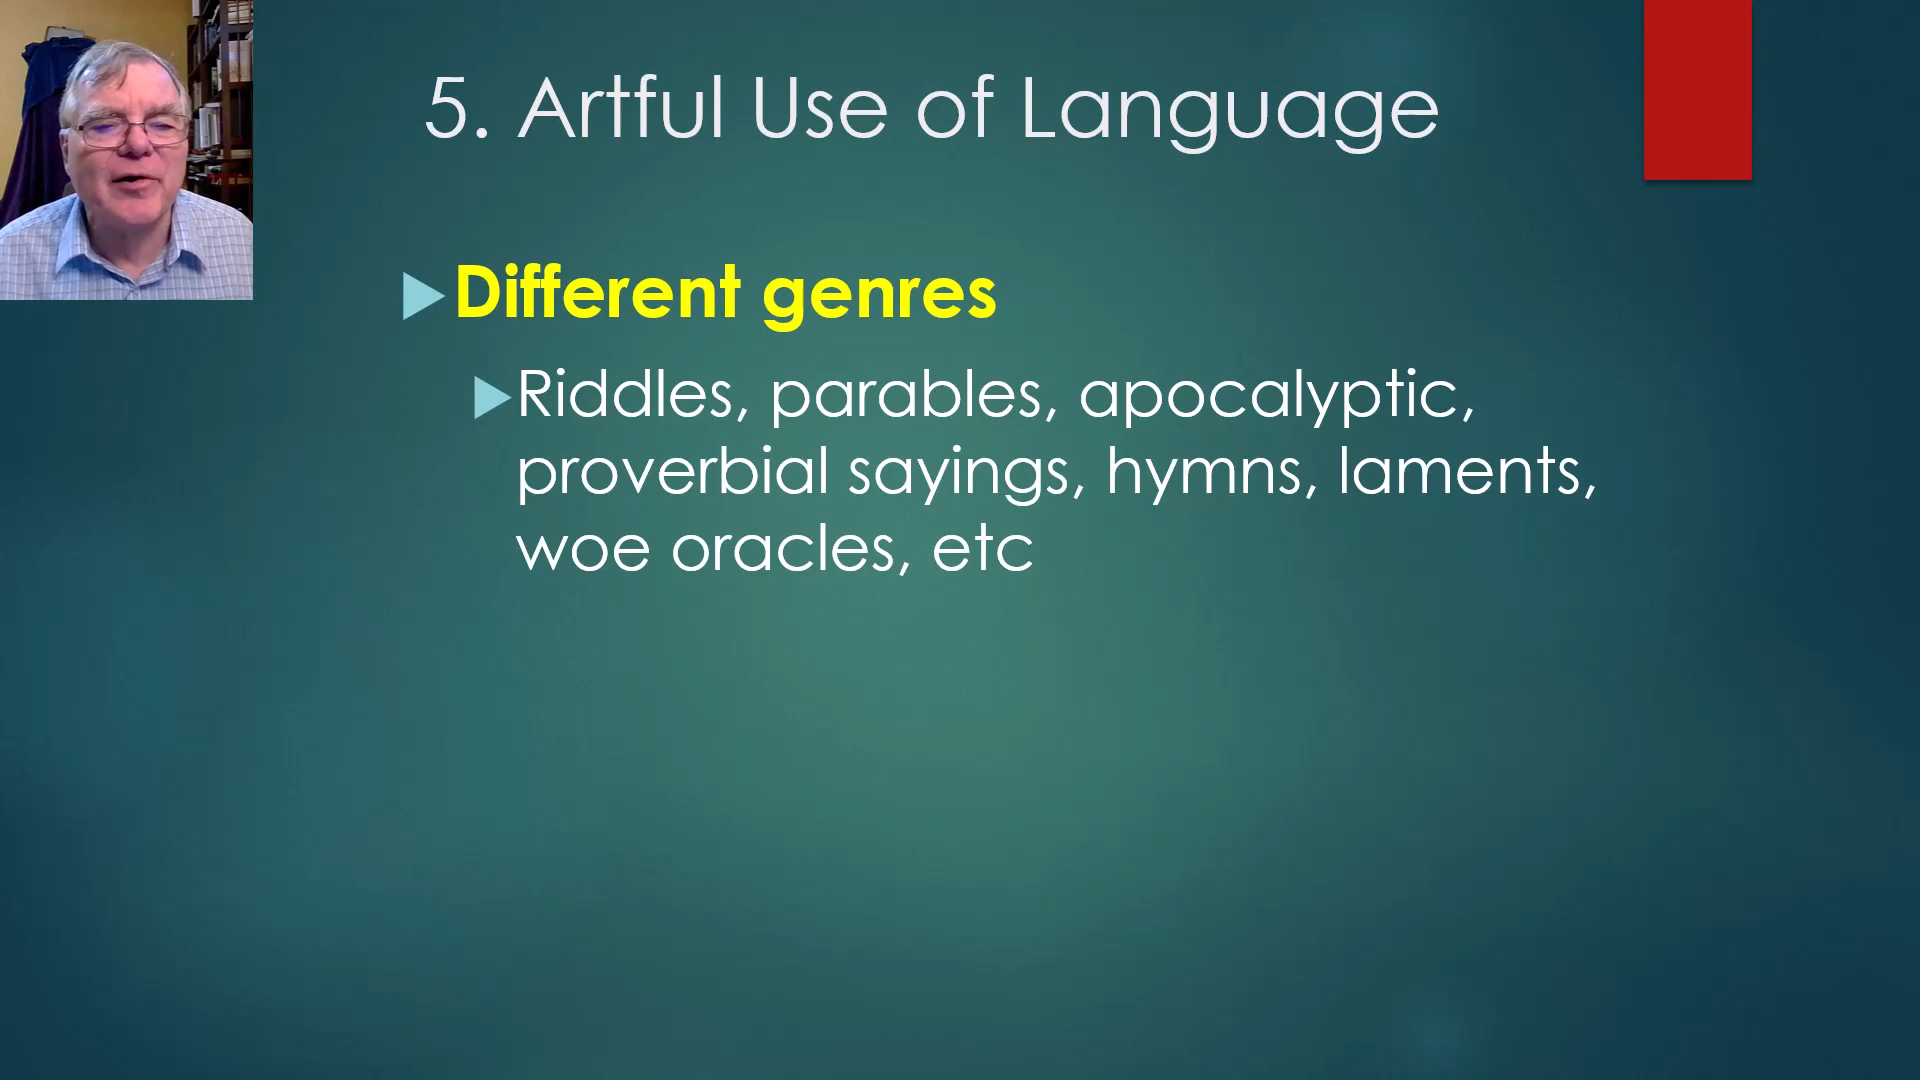 5. Artful Use of Language
Different genres
Riddles, parables, apocalyptic,
proverbial sayings, hymns, laments,
woe oracles, etc